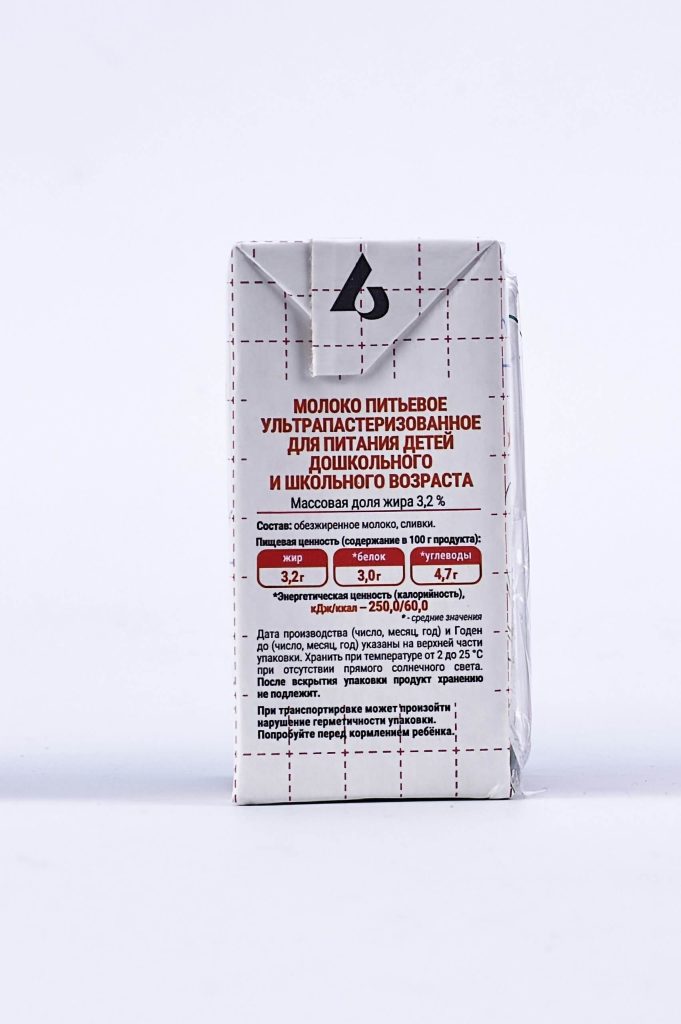 МОЛОКО ПИТЬЕВОЕ
УЛЬТРАПАСТЕРИЗОВАННОЕ
ДЛЯ ПИТАНИЯ ДЕТЕЙ
ДОШКОЛЬНОГО
И ШКОЛЬНОГО ВОЗРАСТА
Массовая доля жира 3,2 %
Состав: обезжиренное молоко, сливки.
Пищевая ценность (содержание в 100 г продукта):
жир *белок *углеводы
3,2г 3,0г 4,7г
*Энергетическая ценность (калорийность),
кДж/ккал – 250,0/60,0
* - средние значения
Дата производства (число, месяц, год) и Годен
до (число, месяц, год) указаны на верхней части
упаковки. Хранить при температуре от 2 до 25 °С
при отсутствии прямого солнечного света.
После вскрытия упаковки продукт хранению
не подлежит.
При транспортировке может произойти
нарушение герметичности упаковки.
Попробуйте перед кормлением ребёнка.